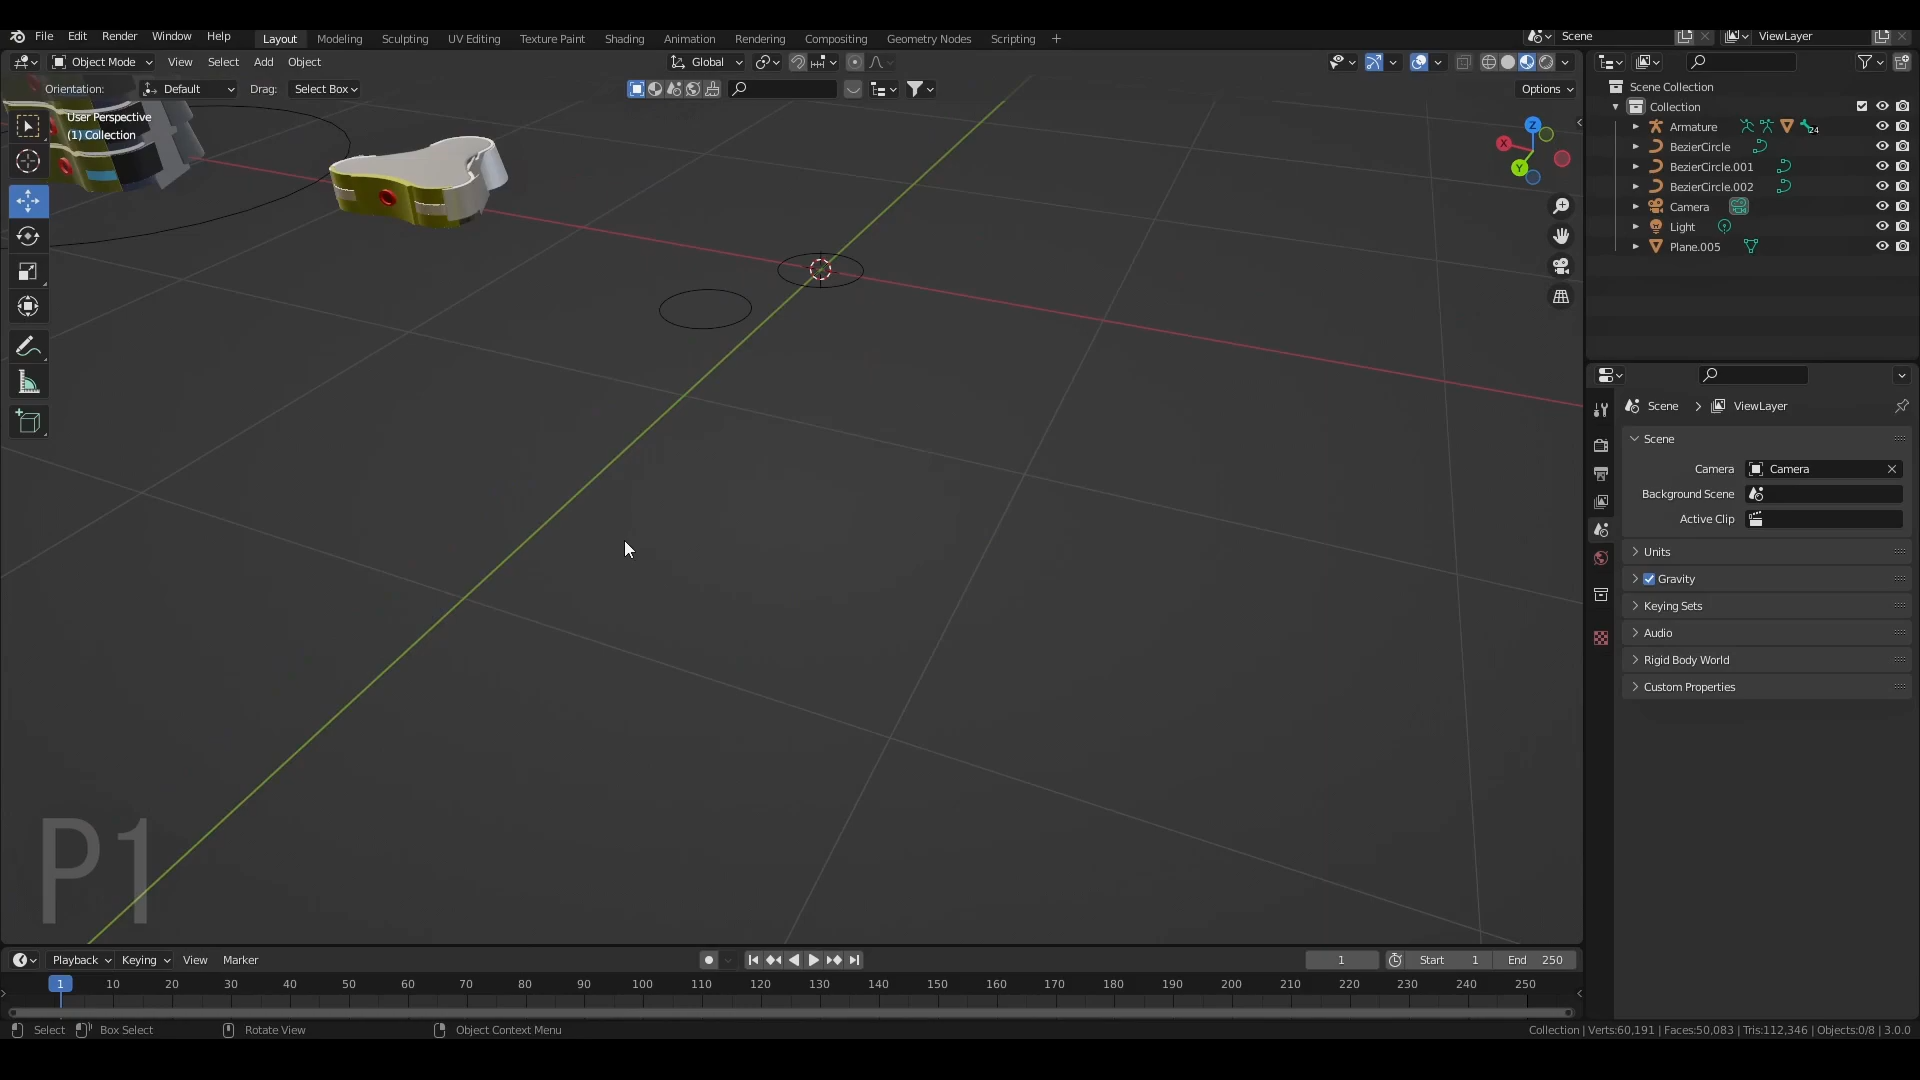 File Edit Render Window Help Layout Modeling Sculpting UV Editing Texture Paint Shading Animation Rendering Compositing Geometry Nodes Scripting + Scene ViewLayer
Object Mode View Select Add Object Global
Orientation: Default Drag: Select Box Options
User Perspective
(1) Collection
X Y Z
Scene Collection
Collection
Armature 24
BezierCircle
BezierCircle.001
BezierCircle.002
Camera
Light
Plane.005
Scene > ViewLayer
Scene
Camera Camera
Background Scene
Active Clip
Units
Gravity
Keying Sets
Audio
Rigid Body World
Custom Properties
P1
Playback Keying View Marker 1 Start 1 End 250
1 10 20 30 40 50 60 70 80 90 100 110 120 130 140 150 160 170 180 190 200 210 220 230 240 250
Select Box Select Rotate View Object Context Menu Collection | Verts:60,191 | Faces:50,083 | Tris:112,346 | Objects:0/8 | 3.0.0